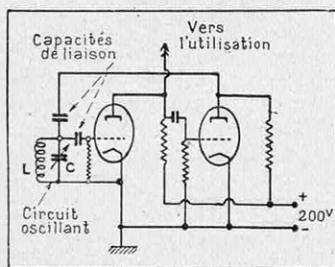 Capacités
de liaison
Vers
l'utilisation
L
C
Circuit
oscillant
+
200V
-